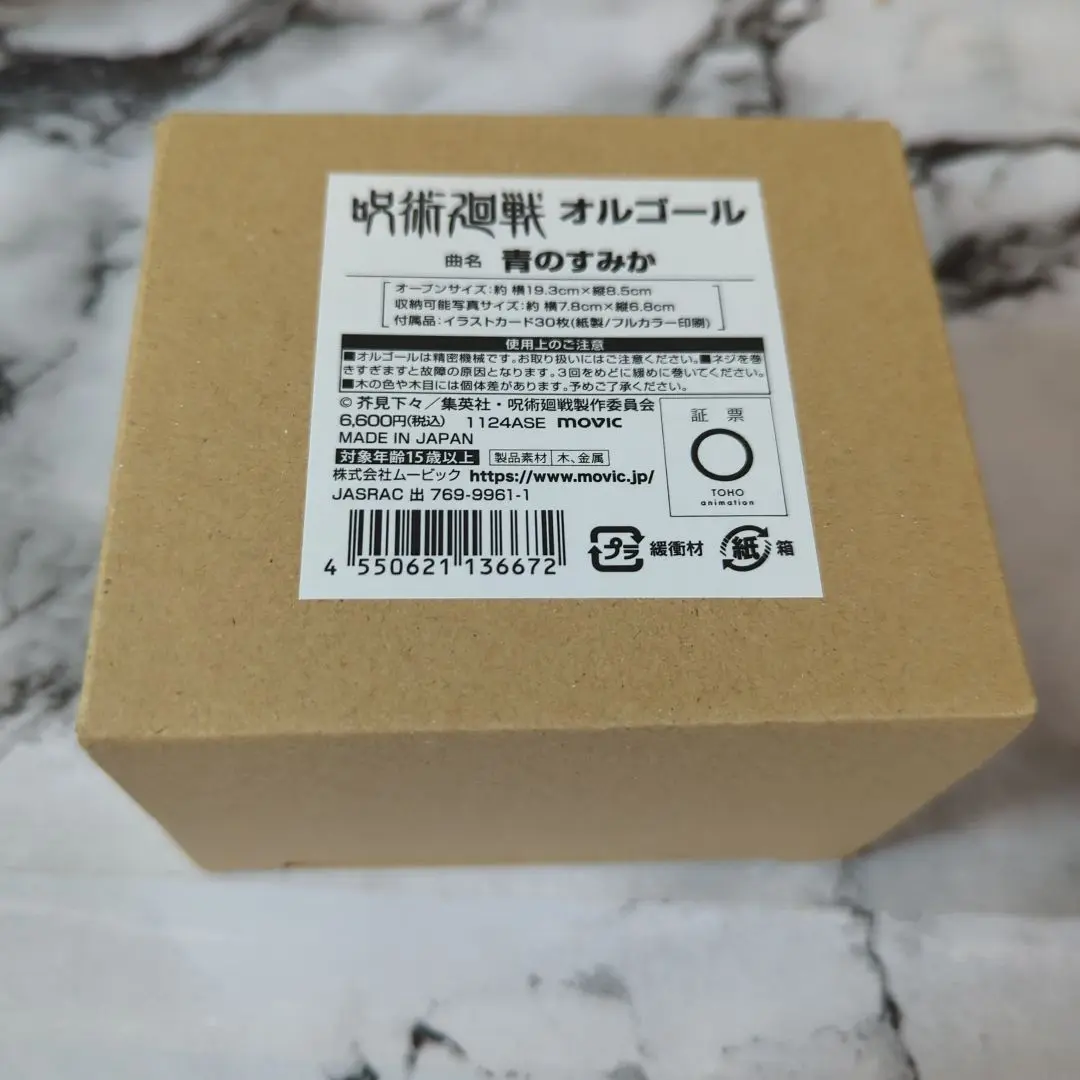 呪術廻戦 オルゴール
曲名 青のすみか
オープンサイズ:約 横19.3cm×縦8.5cm
収納可能写真サイズ:約 横7.8cm×縦6.8cm
付属品:イラストカード30枚(紙製/フルカラー印刷)
使用上のご注意
■オルゴールは精密機械です。お取り扱いにはご注意ください。■ネジを巻
きすぎますと故障の原因となります。3回をめどに緩めに巻いてください。
■木の色や木目には個体差があります。予めご了承ください。
© 芥見下々/集英社・呪術廻戦製作委員会
6,600円(税込) 1124ASE movic
MADE IN JAPAN
対象年齢15歳以上 製品素材 木、金属
株式会社ムービック https://www.movic.jp/
JASRAC 出 769-9961-1
証 票
TOHO
animation
4 550621 136672
プラ 緩衝材 紙 箱